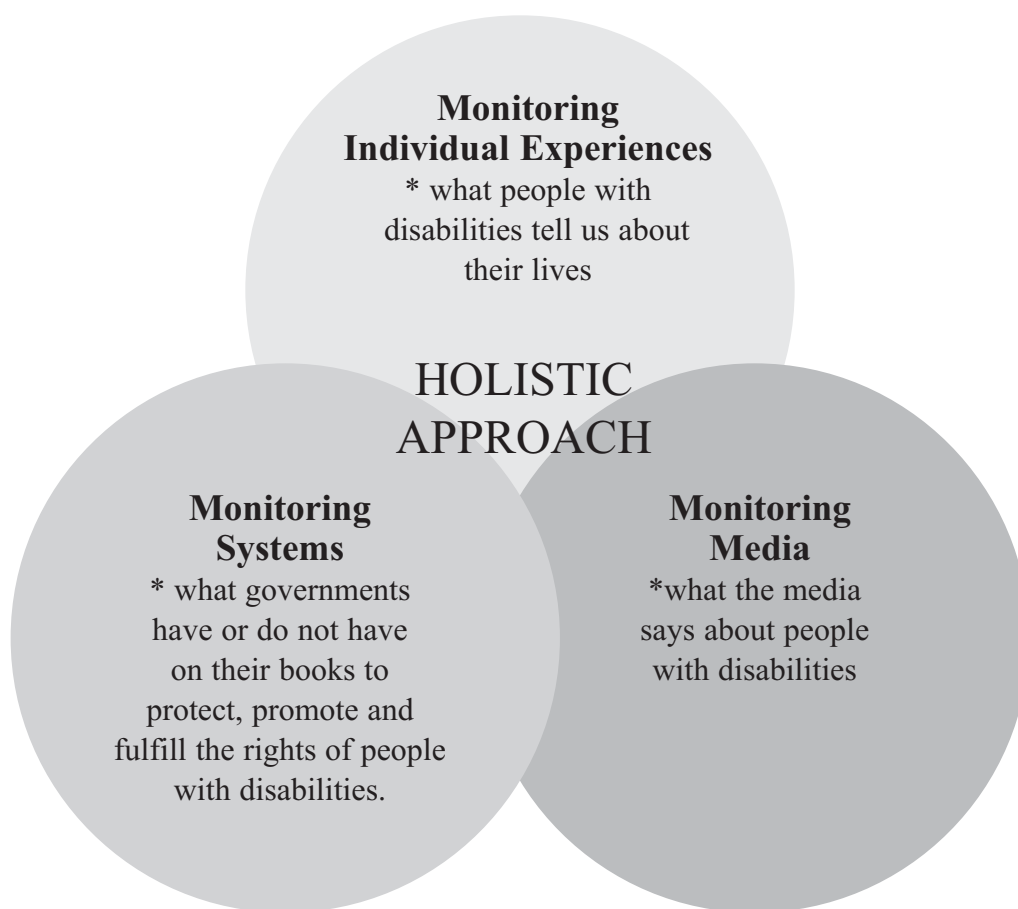 Monitoring
Individual Experiences
* what people with
disabilities tell us about
their lives
HOLISTIC
APPROACH
Monitoring
Systems
* what governments
have or do not have
on their books to
protect, promote and
fulfill the rights of people
with disabilities.
Monitoring
Media
*what the media
says about people
with disabilities